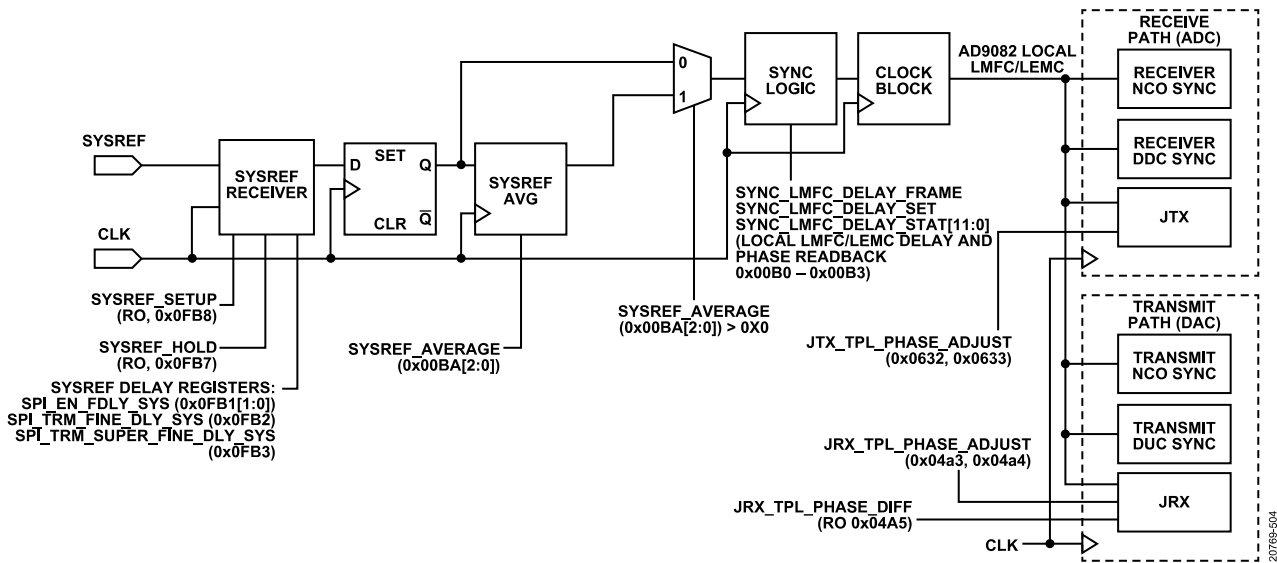 SYSREF
CLK
SYSREF
RECEIVER
SYSREF_SETUP
(RO, 0x0FB8)
SYSREF_HOLD
(RO, 0x0FB7)
SYSREF DELAY REGISTERS:
SPI_EN_FDLY_SYS (0x0FB1[1:0])
SPI_TRM_FINE_DLY_SYS (0x0FB2)
SPI_TRM_SUPER_FINE_DLY_SYS
(0x0FB3)
SET
D
Q
Q
CLR
SYSREF
AVG
SYSREF_AVERAGE
(0x00BA[2:0])
0
1
SYSREF_AVERAGE
(0x00BA[2:0]) > 0X0
SYNC
LOGIC
SYNC_LMFC_DELAY_FRAME
SYNC_LMFC_DELAY_SET
SYNC_LMFC_DELAY_STAT[11:0]
(LOCAL LMFC/LEMC DELAY AND
PHASE READBACK
0x00B0 – 0x00B3)
CLOCK
BLOCK
AD9082 LOCAL
LMFC/LEMC
RECEIVE
PATH (ADC)
RECEIVER
NCO SYNC
RECEIVER
DDC SYNC
JTX
JTX_TPL_PHASE_ADJUST
(0x0632, 0x0633)
TRANSMIT
PATH (DAC)
TRANSMIT
NCO SYNC
TRANSMIT
DUC SYNC
JRX
JRX_TPL_PHASE_ADJUST
(0x04a3, 0x04a4)
JRX_TPL_PHASE_DIFF
(RO 0x04A5)
CLK
20769-504